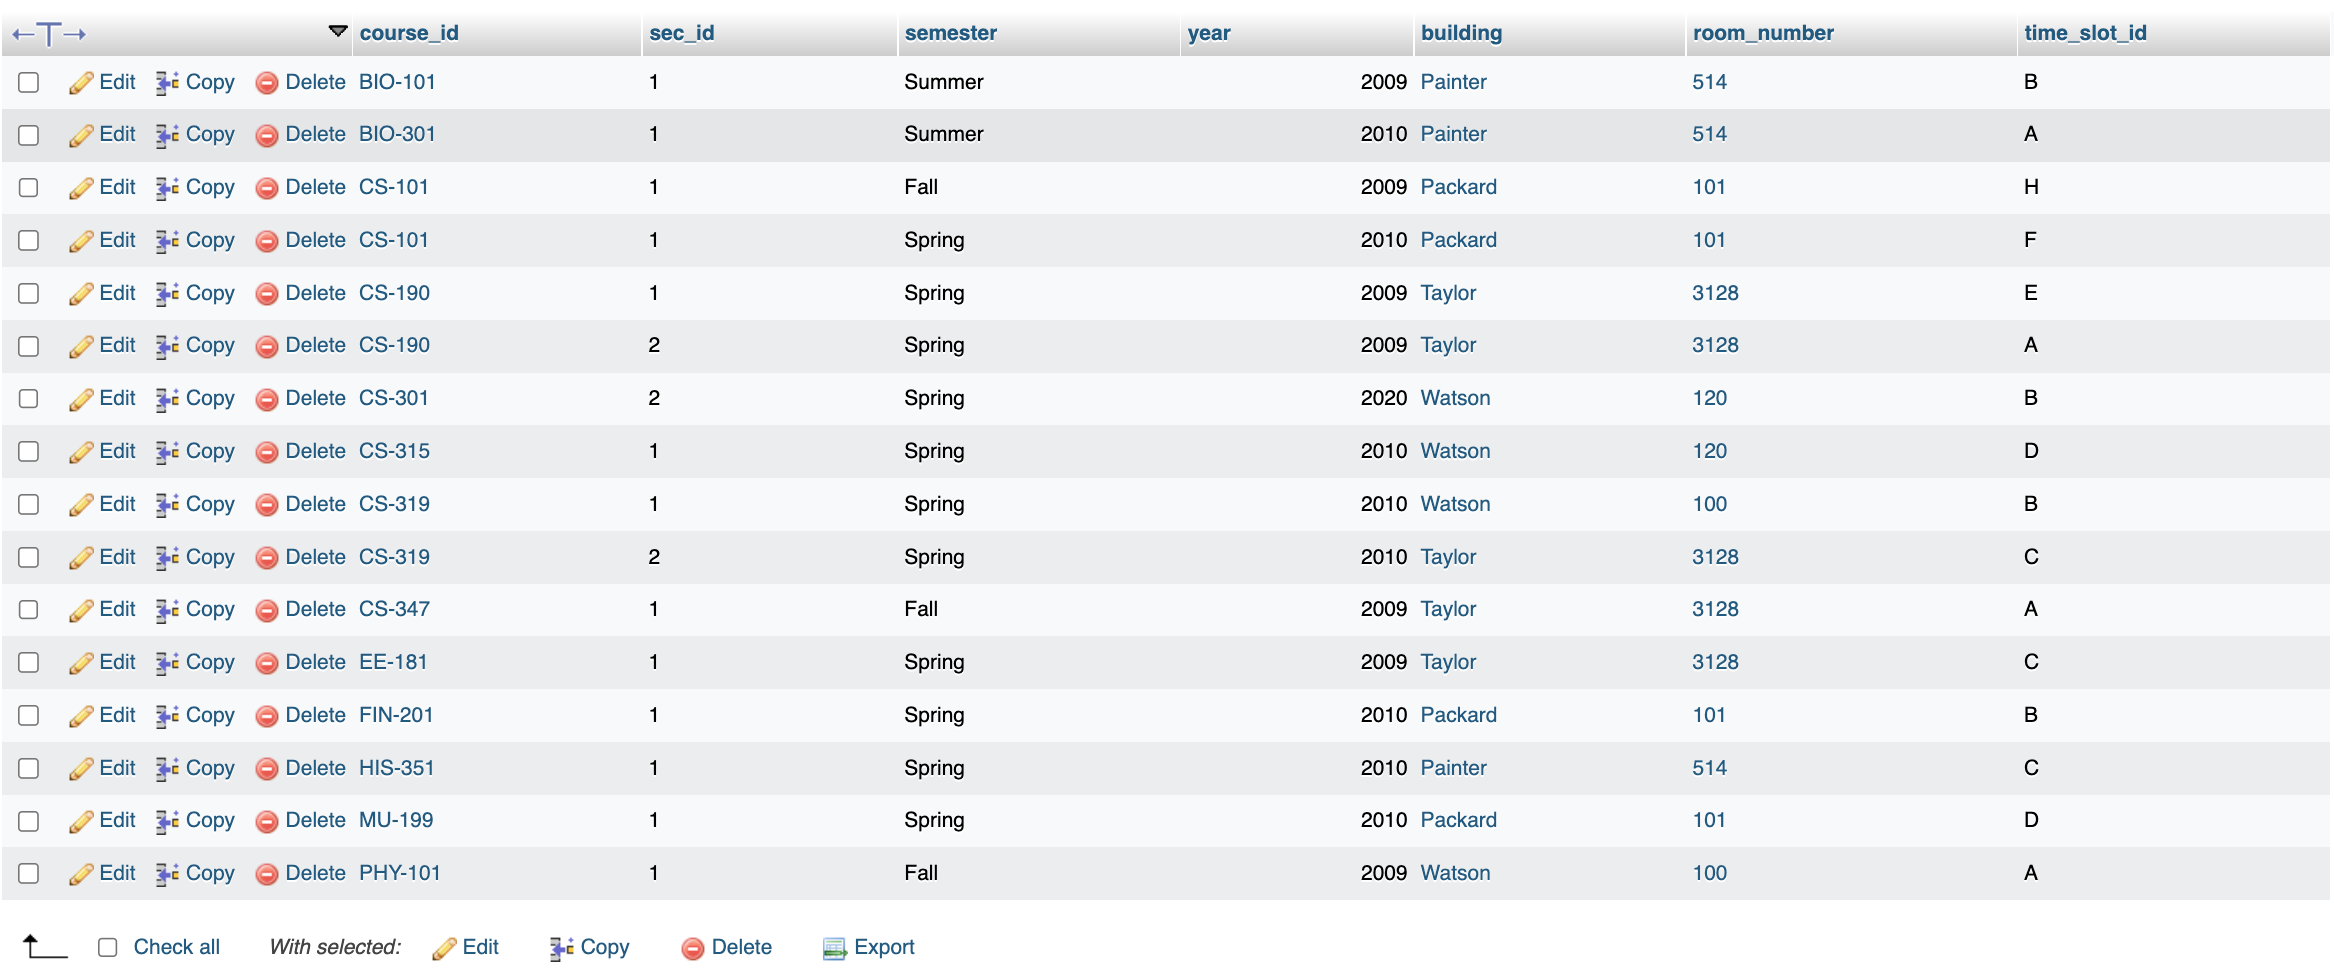 course_id sec_id semester year building room_number time_slot_id
Edit Copy Delete BIO-101 1 Summer 2009 Painter 514 B
Edit Copy Delete BIO-301 1 Summer 2010 Painter 514 A
Edit Copy Delete CS-101 1 Fall 2009 Packard 101 H
Edit Copy Delete CS-101 1 Spring 2010 Packard 101 F
Edit Copy Delete CS-190 1 Spring 2009 Taylor 3128 E
Edit Copy Delete CS-190 2 Spring 2009 Taylor 3128 A
Edit Copy Delete CS-301 2 Spring 2020 Watson 120 B
Edit Copy Delete CS-315 1 Spring 2010 Watson 120 D
Edit Copy Delete CS-319 1 Spring 2010 Watson 100 B
Edit Copy Delete CS-319 2 Spring 2010 Taylor 3128 C
Edit Copy Delete CS-347 1 Fall 2009 Taylor 3128 A
Edit Copy Delete EE-181 1 Spring 2009 Taylor 3128 C
Edit Copy Delete FIN-201 1 Spring 2010 Packard 101 B
Edit Copy Delete HIS-351 1 Spring 2010 Painter 514 C
Edit Copy Delete MU-199 1 Spring 2010 Packard 101 D
Edit Copy Delete PHY-101 1 Fall 2009 Watson 100 A
Check all With selected: Edit Copy Delete Export